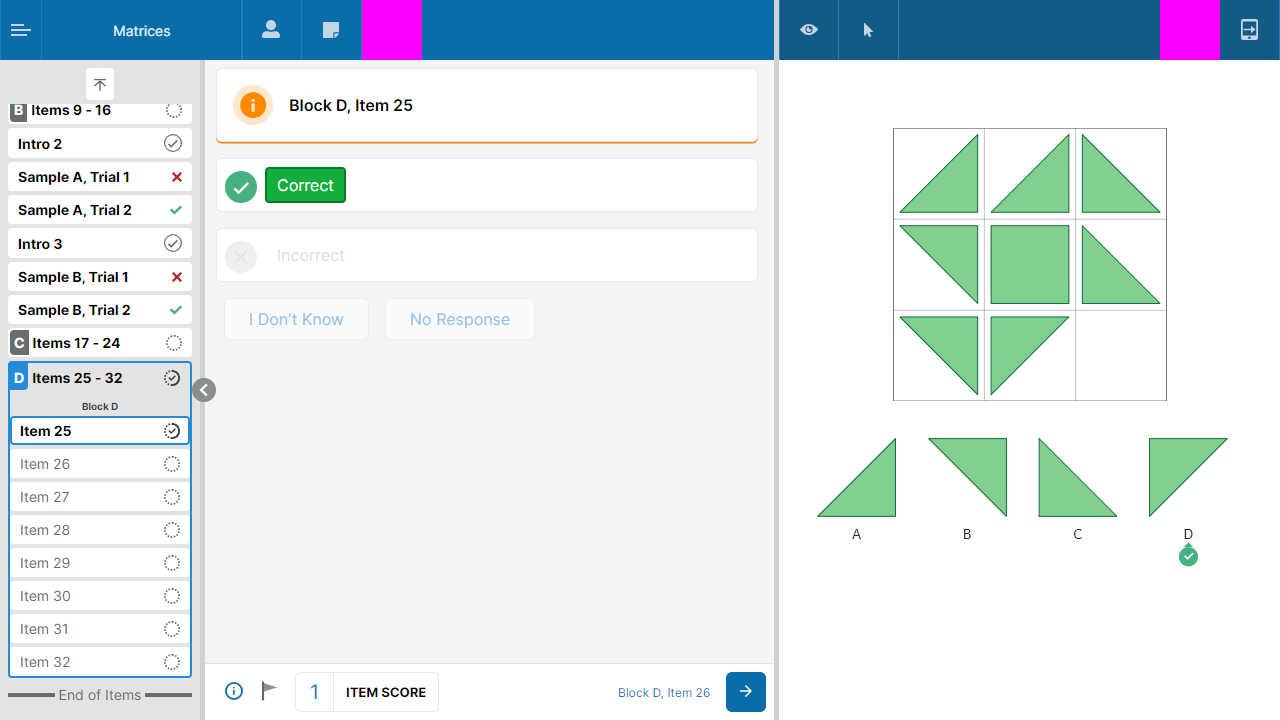 Matrices
B Items 9 - 16
Intro 2
Sample A, Trial 1
Sample A, Trial 2
Intro 3
Sample B, Trial 1
Sample B, Trial 2
C Items 17 - 24
D Items 25 - 32
Block D
Item 25
Item 26
Item 27
Item 28
Item 29
Item 30
Item 31
Item 32
End of Items
Block D, Item 25
Correct
Incorrect
I Don't Know
No Response
1 ITEM SCORE
Block D, Item 26
A B C D